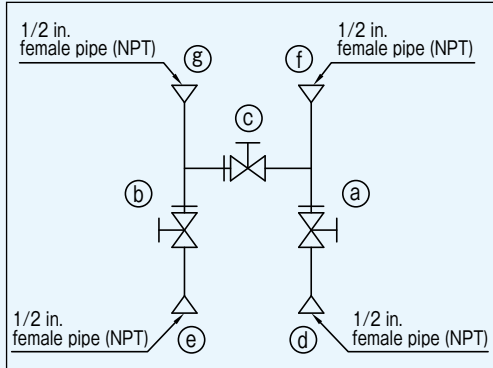 1/2 in.
female pipe (NPT)
g
1/2 in.
female pipe (NPT)
f
c
b
a
1/2 in.
female pipe (NPT)
e
1/2 in.
female pipe (NPT)
d